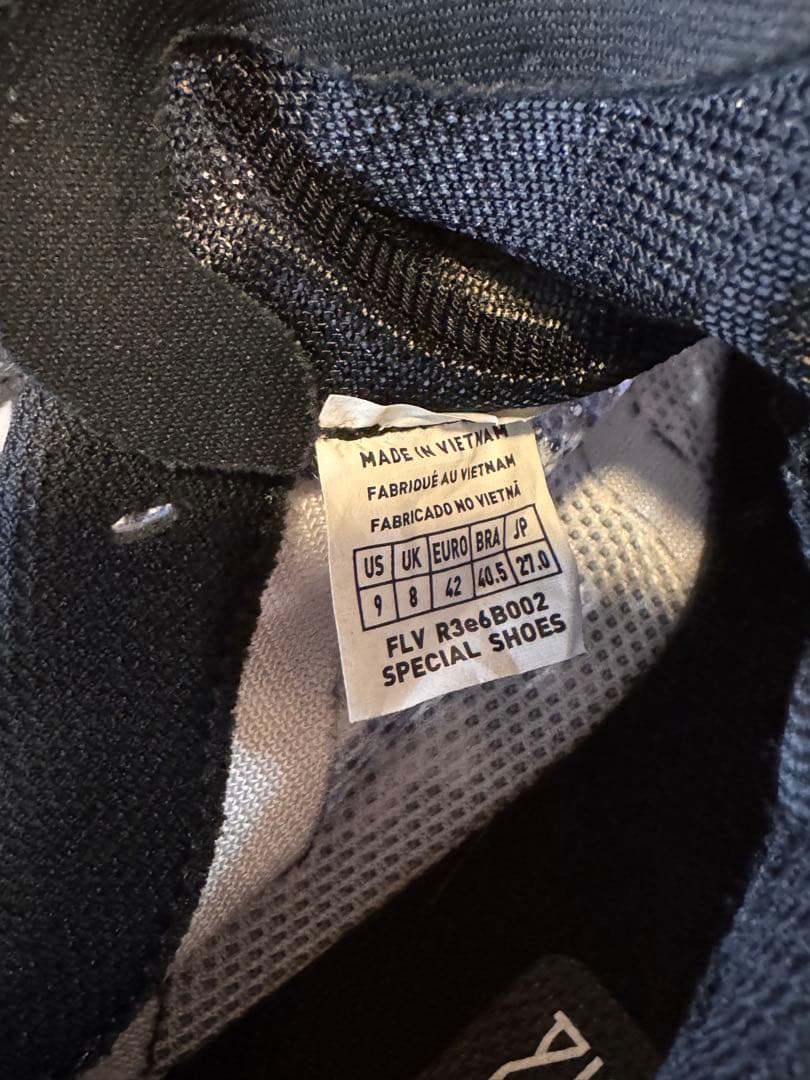 MADE IN VIETNAM
FABRIQUÉ AU VIETNAM
FABRICADO NO VIETNÃ
US UK EURO BRA JP
9 8 42 40.5 27.0
FLV R3e6B002
SPECIAL SHOES